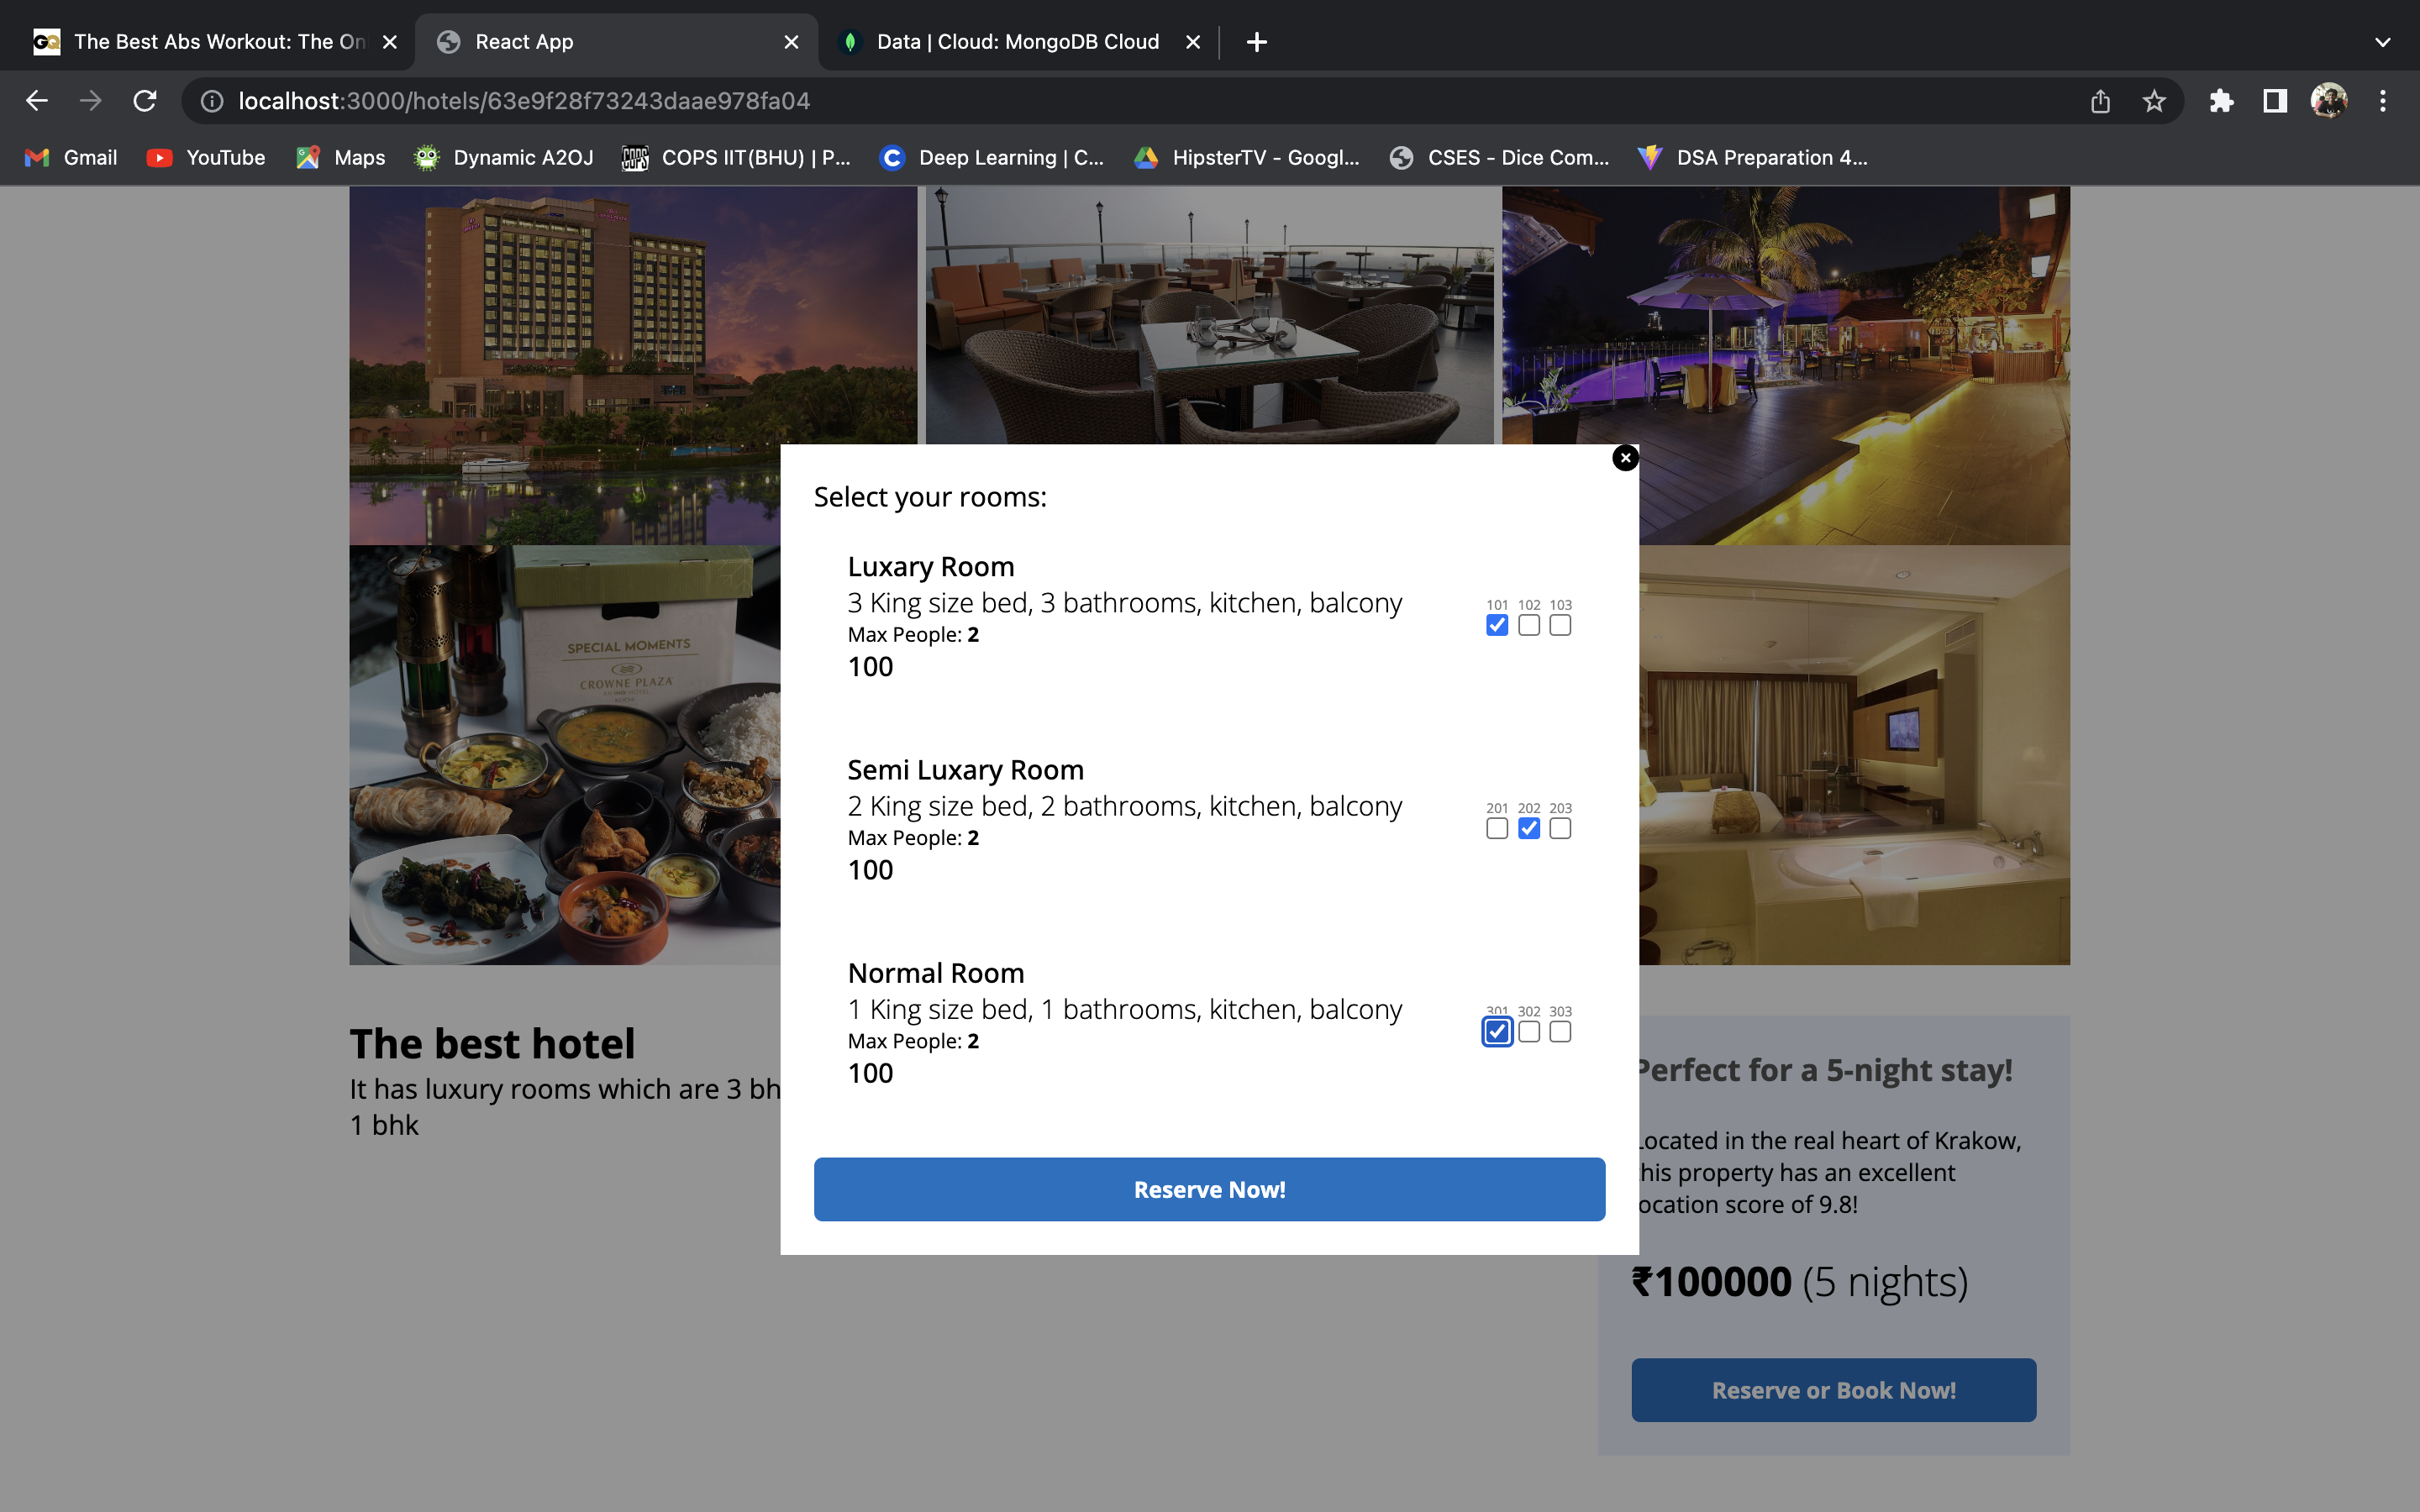 GQ The Best Abs Workout: The On
React App
Data | Cloud: MongoDB Cloud
localhost:3000/hotels/63e9f28f73243daae978fa04
Gmail
YouTube
Maps
Dynamic A2OJ
COPS COPS IIT(BHU) | P...
C Deep Learning | C...
HipsterTV - Googl...
CSES - Dice Com...
DSA Preparation 4...
SPECIAL MOMENTS
CROWNE PLAZA
Select your rooms:
Luxary Room
3 King size bed, 3 bathrooms, kitchen, balcony
Max People: 2
100
101 102 103
Semi Luxary Room
2 King size bed, 2 bathrooms, kitchen, balcony
Max People: 2
100
201 202 203
Normal Room
1 King size bed, 1 bathrooms, kitchen, balcony
Max People: 2
100
301 302 303
Reserve Now!
The best hotel
It has luxury rooms which are 3 bh
1 bhk
Perfect for a 5-night stay!
Located in the real heart of Krakow,
this property has an excellent
location score of 9.8!
₹100000 (5 nights)
Reserve or Book Now!